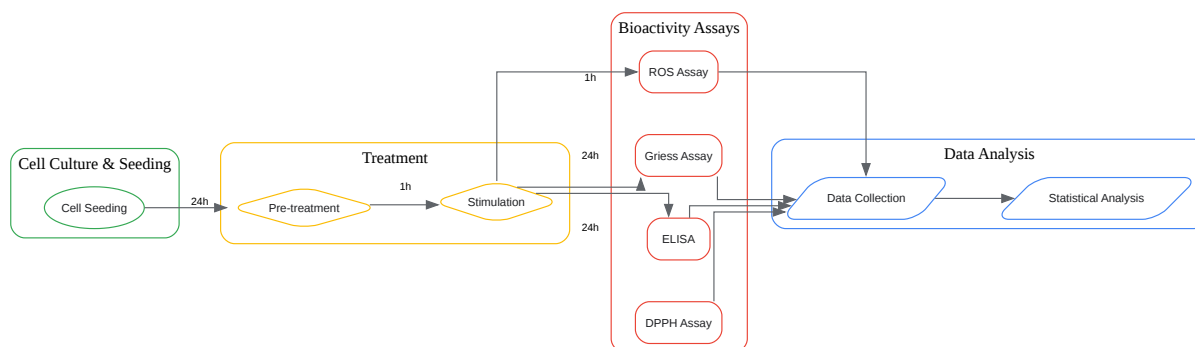 Bioactivity Assays
ROS Assay
1h
Cell Culture & Seeding
Treatment
24h
Griess Assay
Data Analysis
Cell Seeding
24h
Pre-treatment
1h
Stimulation
Data Collection
Statistical Analysis
24h
ELISA
DPPH Assay